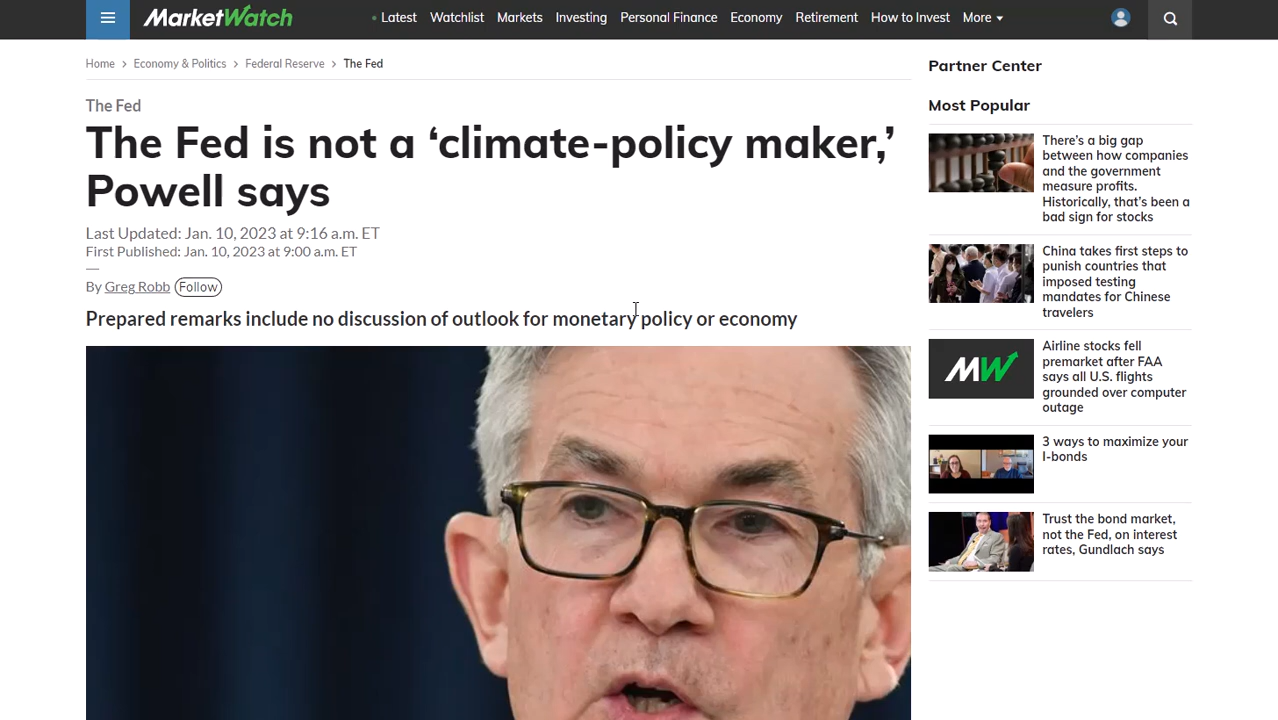 MarketWatch
Latest Watchlist Markets Investing Personal Finance Economy Retirement How to Invest More
Home > Economy & Politics > Federal Reserve > The Fed
The Fed
The Fed is not a ‘climate-policy maker,’
Powell says
Last Updated: Jan. 10, 2023 at 9:16 a.m. ET
First Published: Jan. 10, 2023 at 9:00 a.m. ET
—
By Greg Robb Follow
Prepared remarks include no discussion of outlook for monetary policy or economy
Partner Center
Most Popular
There’s a big gap
between how companies
and the government
measure profits.
Historically, that’s been a
bad sign for stocks
China takes first steps to
punish countries that
imposed testing
mandates for Chinese
travelers
MW
Airline stocks fell
premarket after FAA
says all U.S. flights
grounded over computer
outage
3 ways to maximize your
I-bonds
Trust the bond market,
not the Fed, on interest
rates, Gundlach says